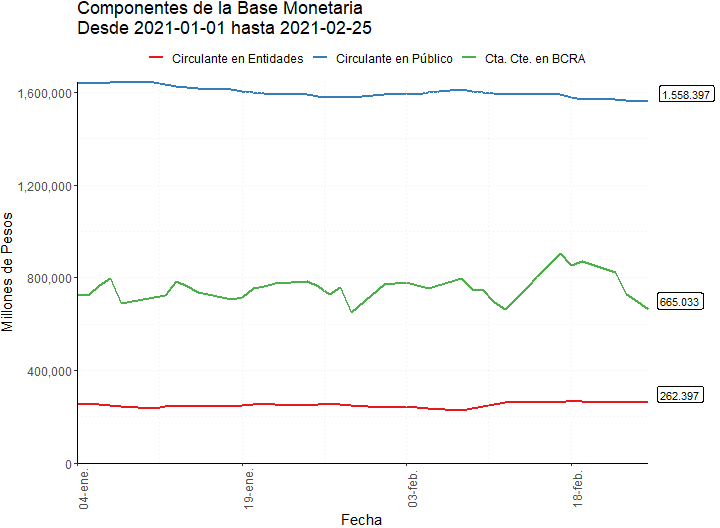 Componentes de la Base Monetaria
Desde 2021-01-01 hasta 2021-02-25
Circulante en Entidades Circulante en Público Cta. Cte. en BCRA
Millones de Pesos
1,600,000
1,200,000
800,000
400,000
0
1.558.397
665.033
262.397
04-ene.
19-ene.
03-feb.
18-feb.
Fecha